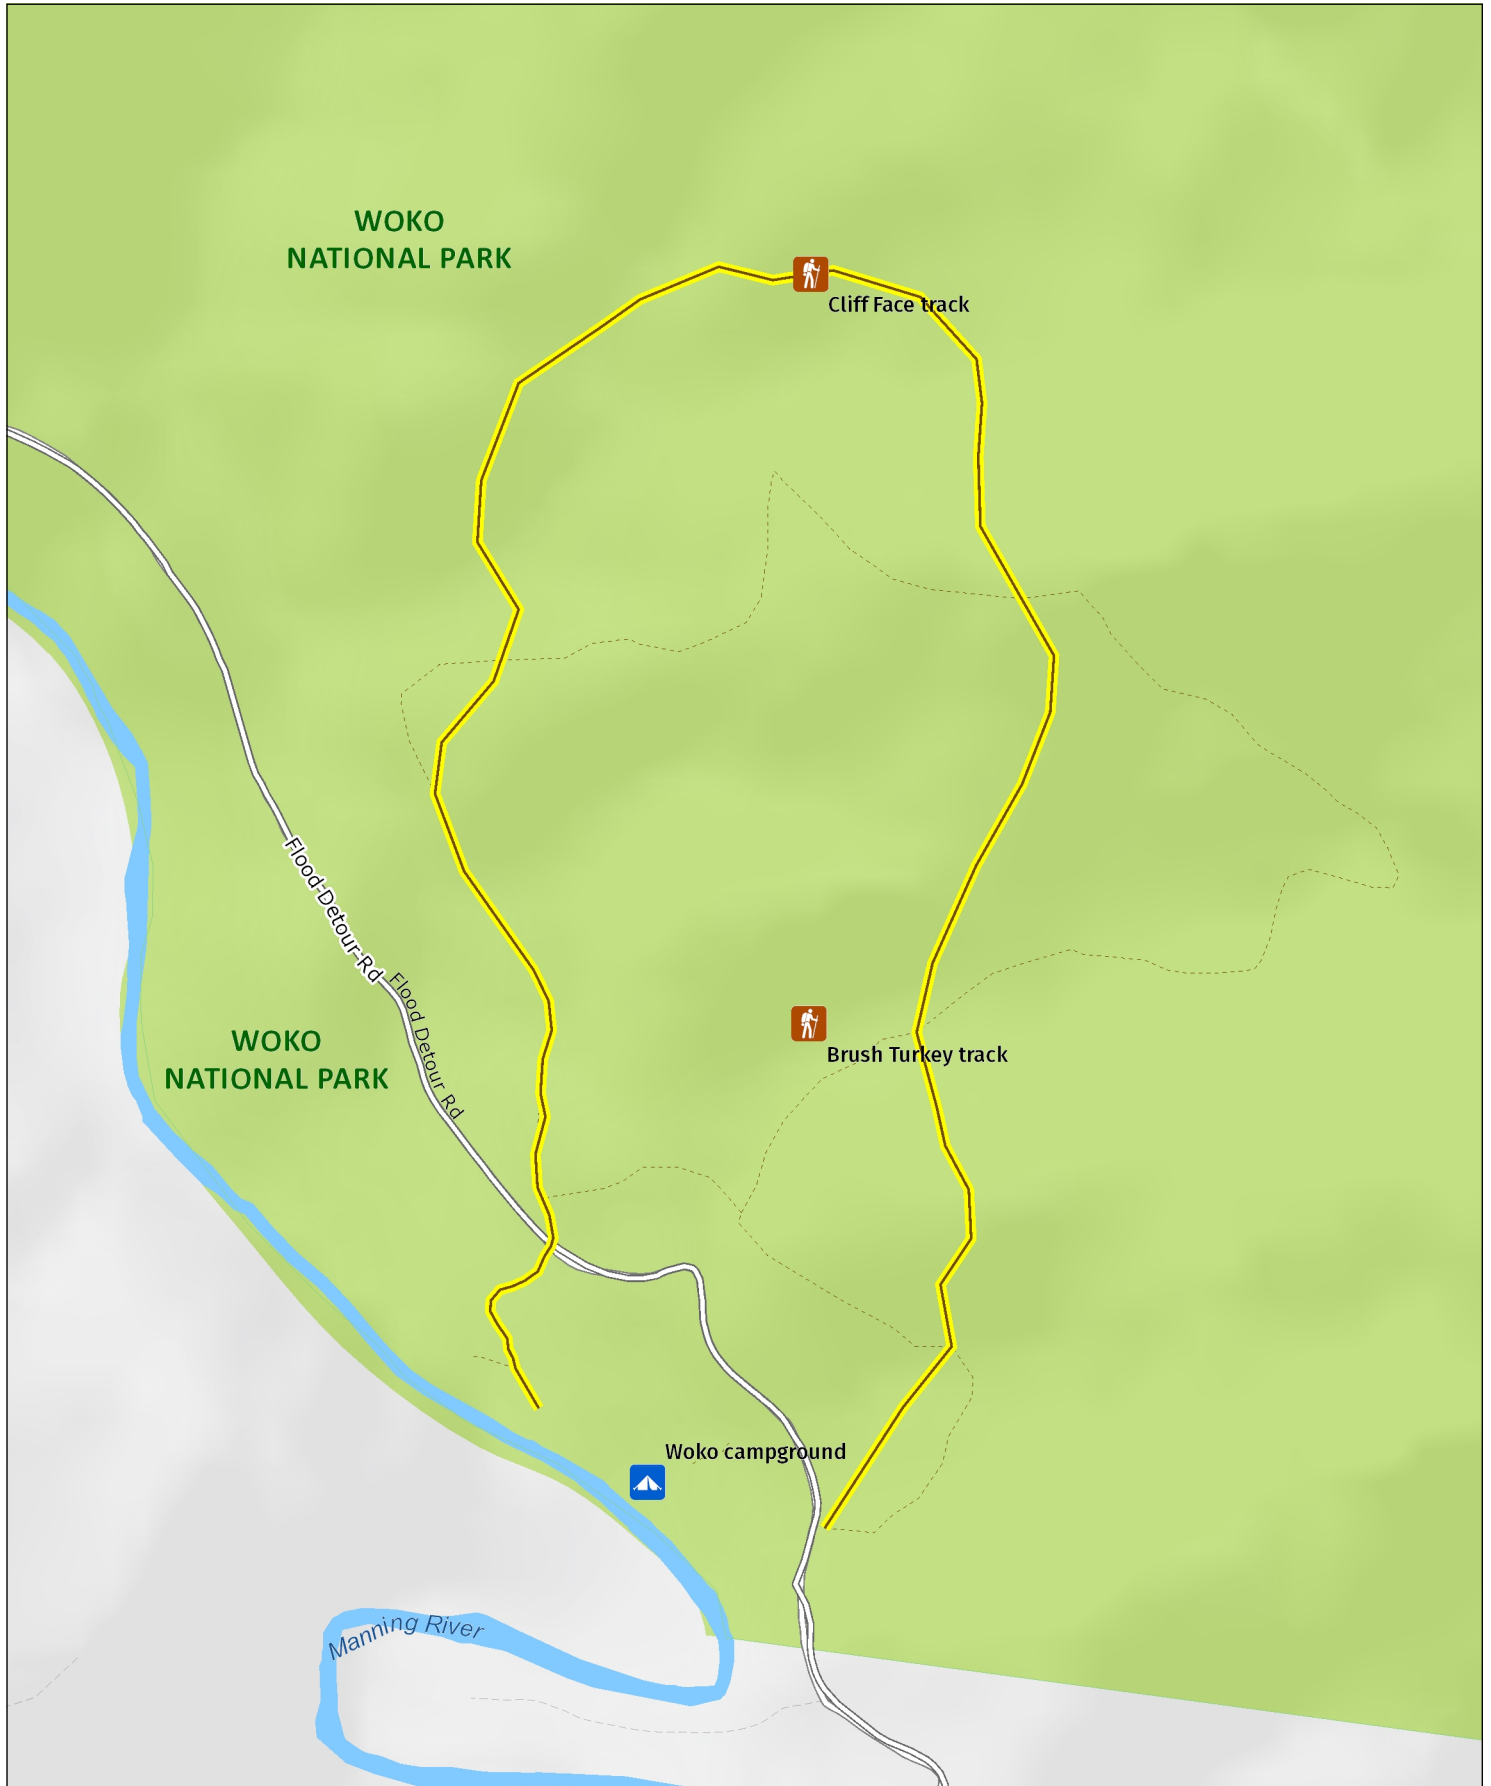 WOKO
NATIONAL PARK
Cliff Face track
Flood Detour Rd
Flood Detour Rd
WOKO
NATIONAL PARK
Brush Turkey track
Woko campground
Manning River